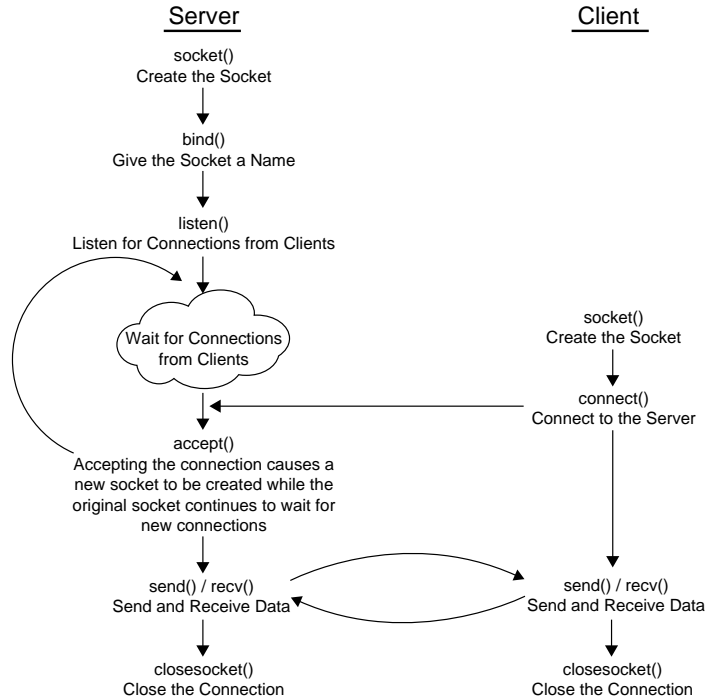 Server
socket()
Create the Socket
bind()
Give the Socket a Name
listen()
Listen for Connections from Clients
Wait for Connections
from Clients
accept()
Accepting the connection causes a
new socket to be created while the
original socket continues to wait for
new connections
send() / recv()
Send and Receive Data
closesocket()
Close the Connection
Client
socket()
Create the Socket
connect()
Connect to the Server
send() / recv()
Send and Receive Data
closesocket()
Close the Connection